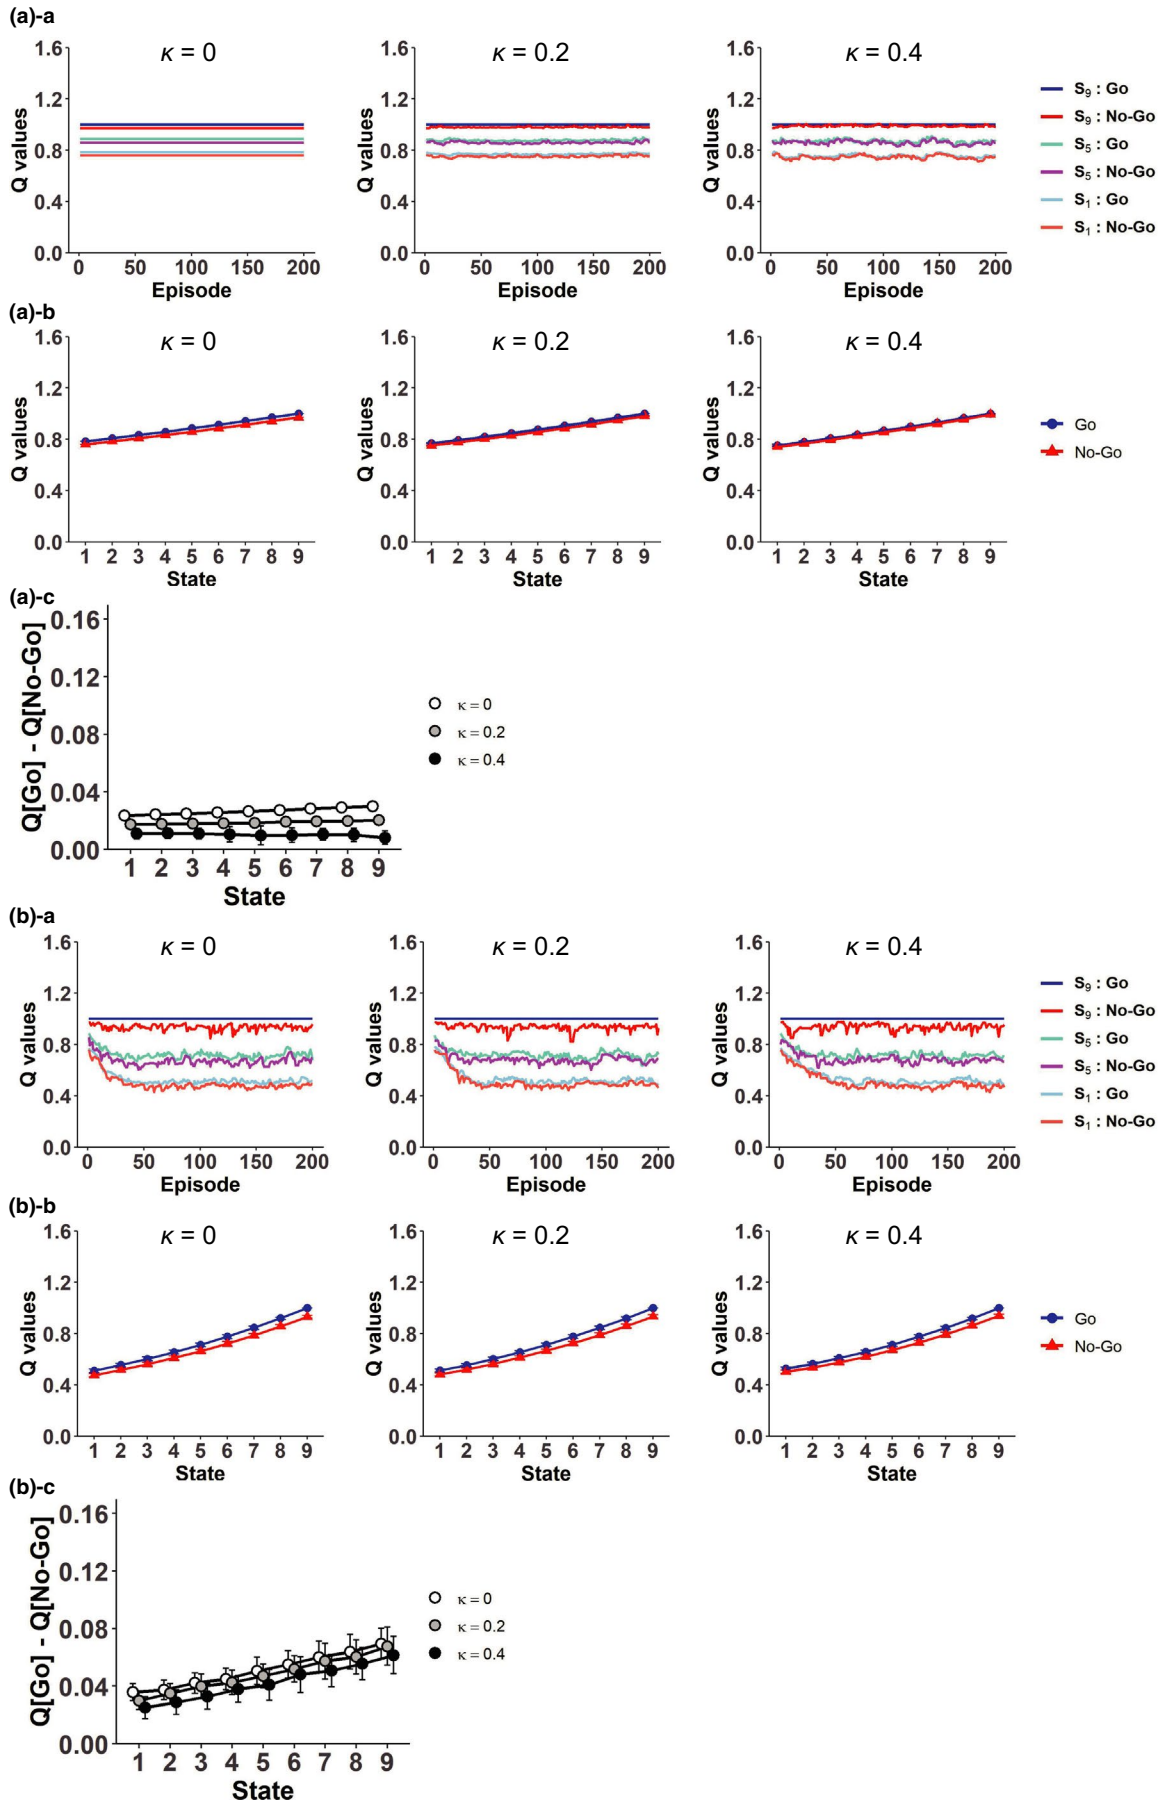 (a)-a
κ = 0
κ = 0.2
κ = 0.4
Q values
1.6
1.2
0.8
0.4
0.0
0 50 100 150 200
Episode
Q values
1.6
1.2
0.8
0.4
0.0
0 50 100 150 200
Episode
Q values
1.6
1.2
0.8
0.4
0.0
0 50 100 150 200
Episode
S9 : Go
S9 : No-Go
S5 : Go
S5 : No-Go
S1 : Go
S1 : No-Go
(a)-b
κ = 0
κ = 0.2
κ = 0.4
Q values
1.6
1.2
0.8
0.4
0.0
1 2 3 4 5 6 7 8 9
State
Q values
1.6
1.2
0.8
0.4
0.0
1 2 3 4 5 6 7 8 9
State
Q values
1.6
1.2
0.8
0.4
0.0
1 2 3 4 5 6 7 8 9
State
Go
No-Go
(a)-c
Q[Go] - Q[No-Go]
0.16
0.12
0.08
0.04
0.00
1 2 3 4 5 6 7 8 9
State
κ = 0
κ = 0.2
κ = 0.4
(b)-a
κ = 0
κ = 0.2
κ = 0.4
Q values
1.6
1.2
0.8
0.4
0.0
0 50 100 150 200
Episode
Q values
1.6
1.2
0.8
0.4
0.0
0 50 100 150 200
Episode
Q values
1.6
1.2
0.8
0.4
0.0
0 50 100 150 200
Episode
S9 : Go
S9 : No-Go
S5 : Go
S5 : No-Go
S1 : Go
S1 : No-Go
(b)-b
κ = 0
κ = 0.2
κ = 0.4
Q values
1.6
1.2
0.8
0.4
0.0
1 2 3 4 5 6 7 8 9
State
Q values
1.6
1.2
0.8
0.4
0.0
1 2 3 4 5 6 7 8 9
State
Q values
1.6
1.2
0.8
0.4
0.0
1 2 3 4 5 6 7 8 9
State
Go
No-Go
(b)-c
Q[Go] - Q[No-Go]
0.16
0.12
0.08
0.04
0.00
1 2 3 4 5 6 7 8 9
State
κ = 0
κ = 0.2
κ = 0.4